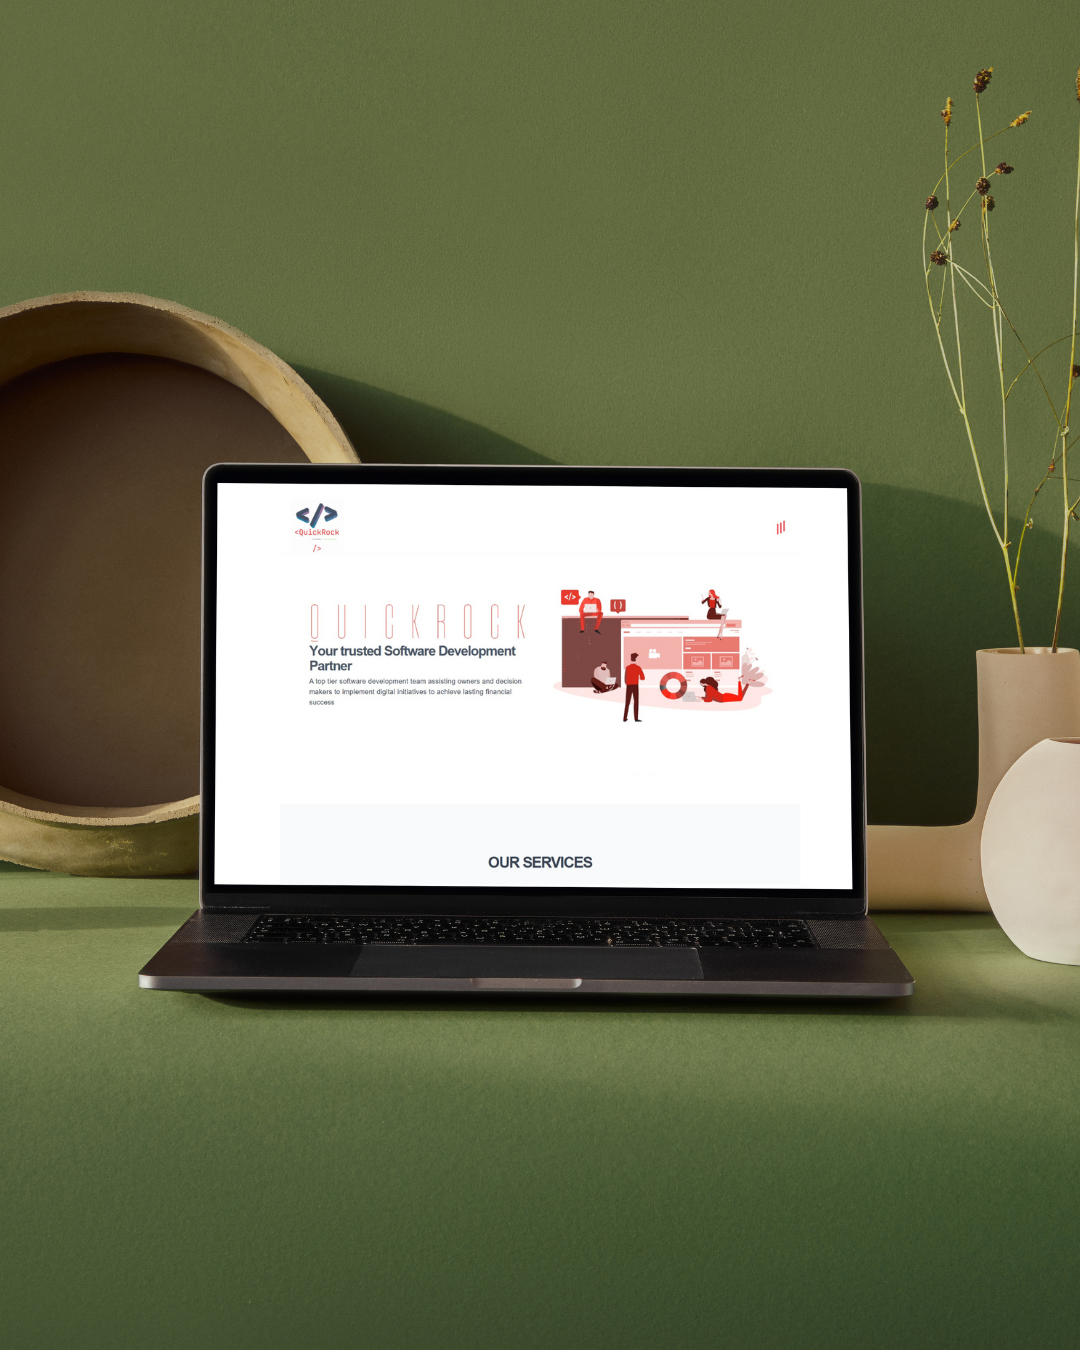 </>
<QuickRock
/>
QUICKROCK
Your trusted Software Development
Partner
A top tier software development team assisting owners and decision
makers to implement digital initiatives to achieve lasting financial
success
</>
()
OUR SERVICES